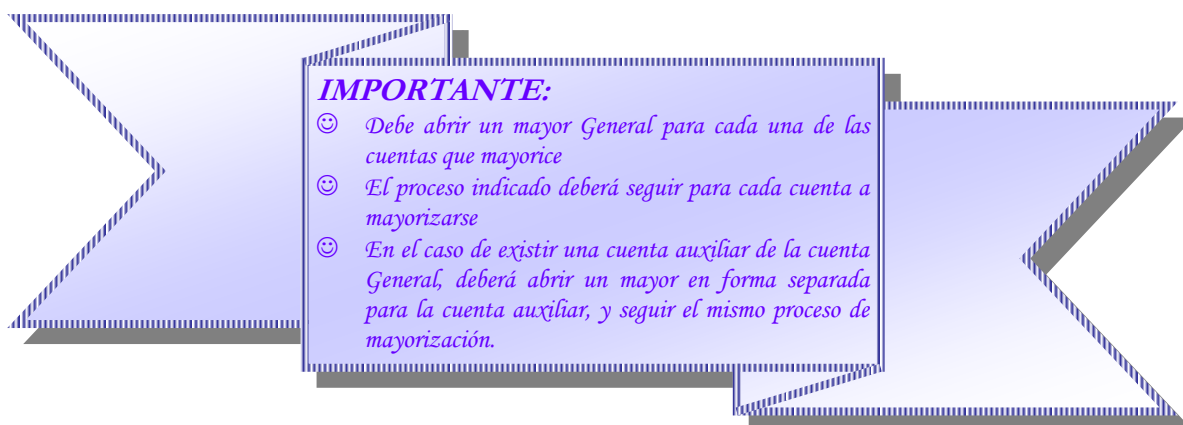 IMPORTANTE:
☺ Debe abrir un mayor General para cada una de las
cuentas que mayorice
☺ El proceso indicado deberá seguir para cada cuenta a
mayorizarse
☺ En el caso de existir una cuenta auxiliar de la cuenta
General, deberá abrir un mayor en forma separada
para la cuenta auxiliar, y seguir el mismo proceso de
mayorización.